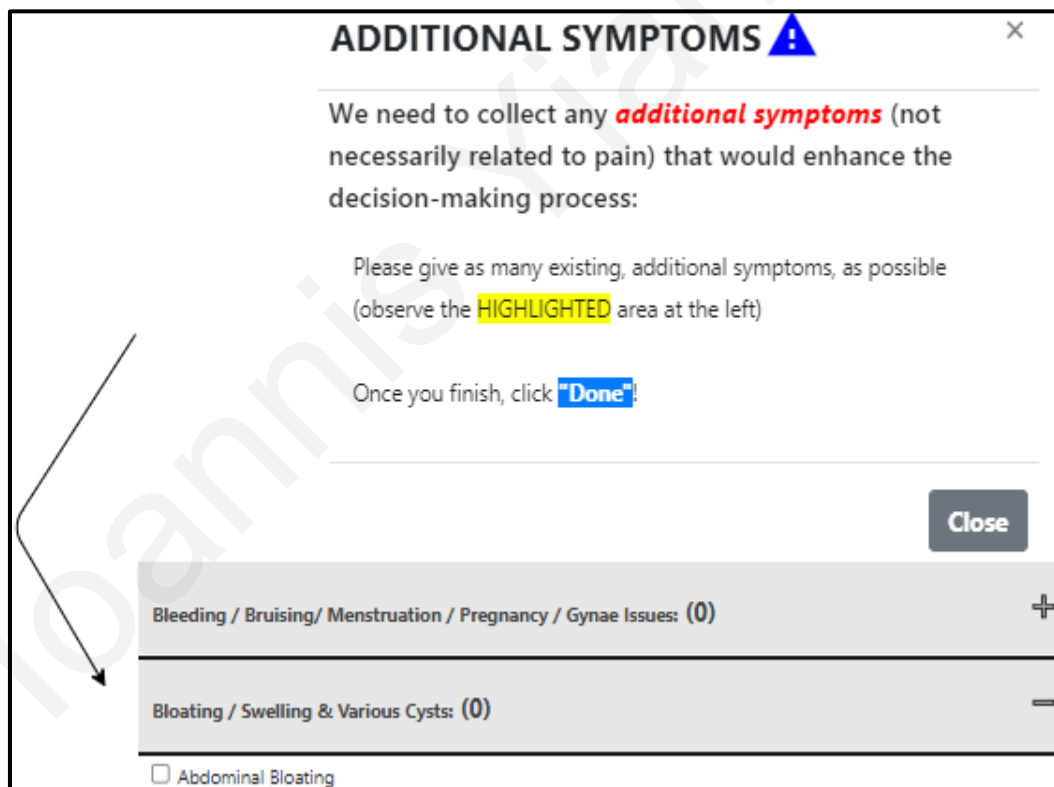 ADDITIONAL SYMPTOMS
We need to collect any additional symptoms (not
necessarily related to pain) that would enhance the
decision-making process:
Please give as many existing, additional symptoms, as possible
(observe the HIGHLIGHTED area at the left)
Once you finish, click "Done"!
Close
Bleeding / Bruising/ Menstruation / Pregnancy / Gynae Issues: (0)
Bloating / Swelling & Various Cysts: (0)
Abdominal Bloating
Ioannis